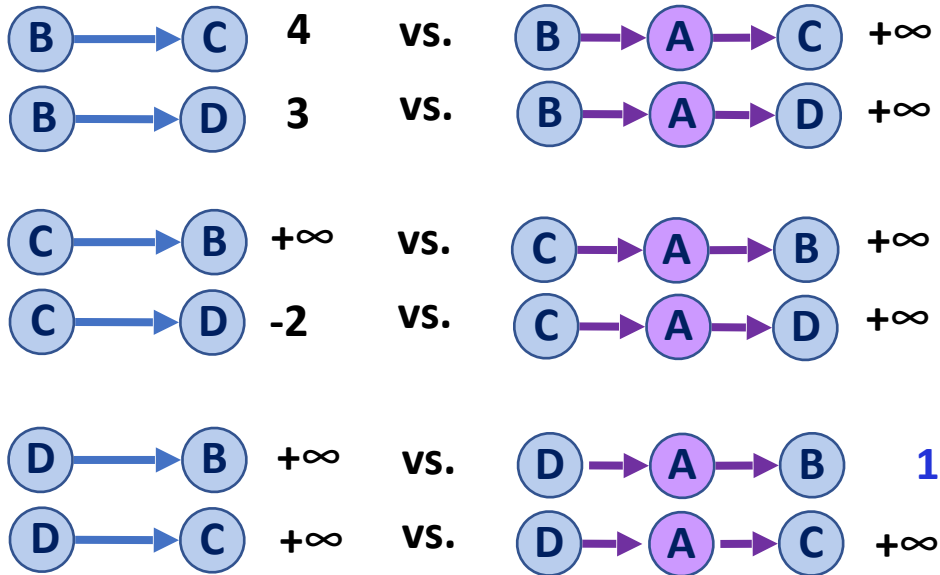 B C 4 vs. B A C +∞
B D 3 vs. B A D +∞
C B +∞ vs. C A B +∞
C D -2 vs. C A D +∞
D B +∞ vs. D A B 1
D C +∞ vs. D A C +∞